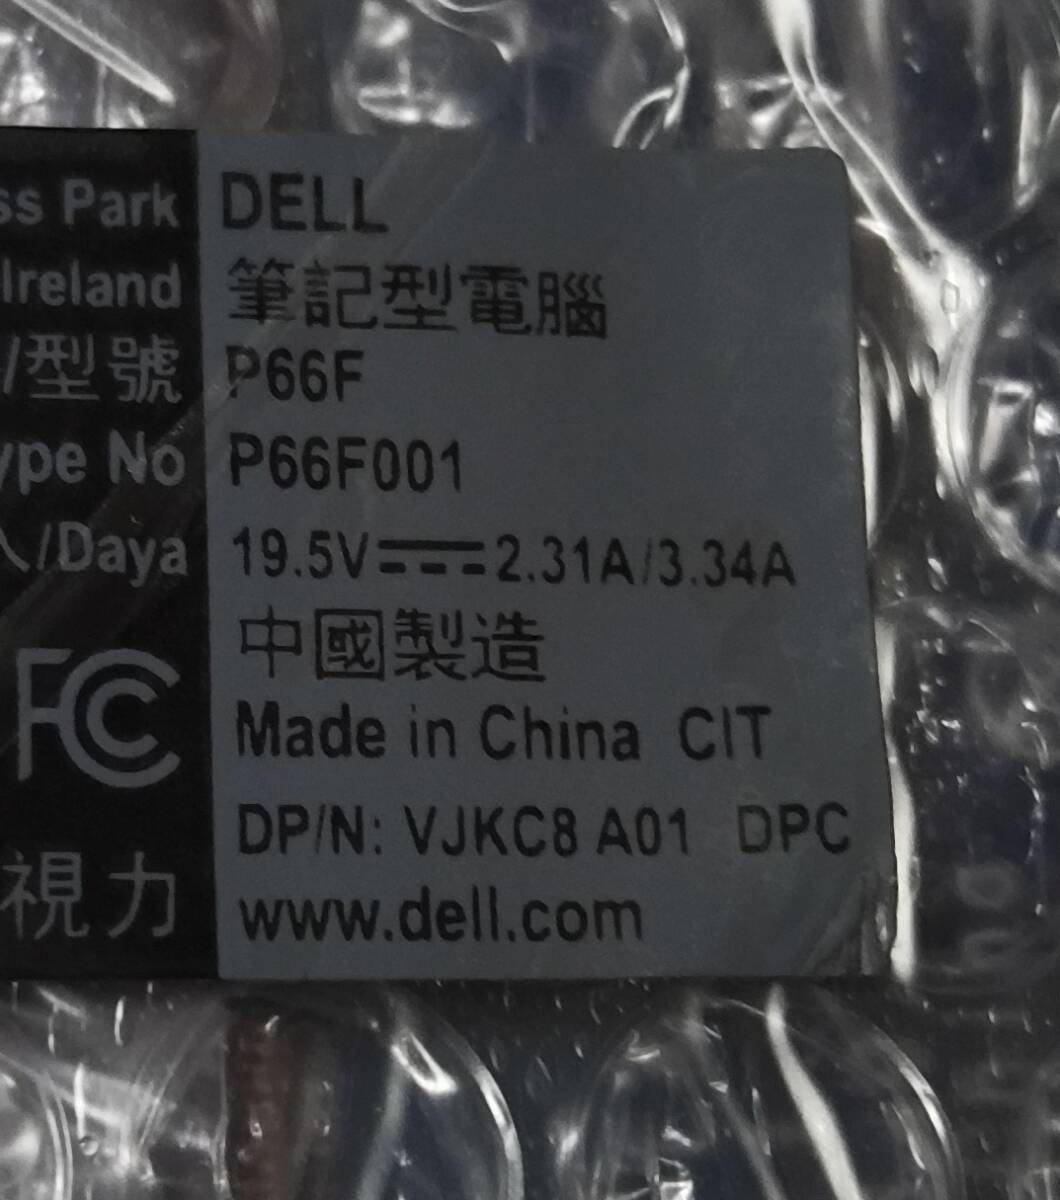 ss Park DELL
Ireland 筆記型電腦
/型號 P66F
ype No P66F001
/Daya 19.5V⎓2.31A/3.34A
中國製造
FC Made in China CIT
DP/N: VJKC8 A01 DPC
視力 www.dell.com